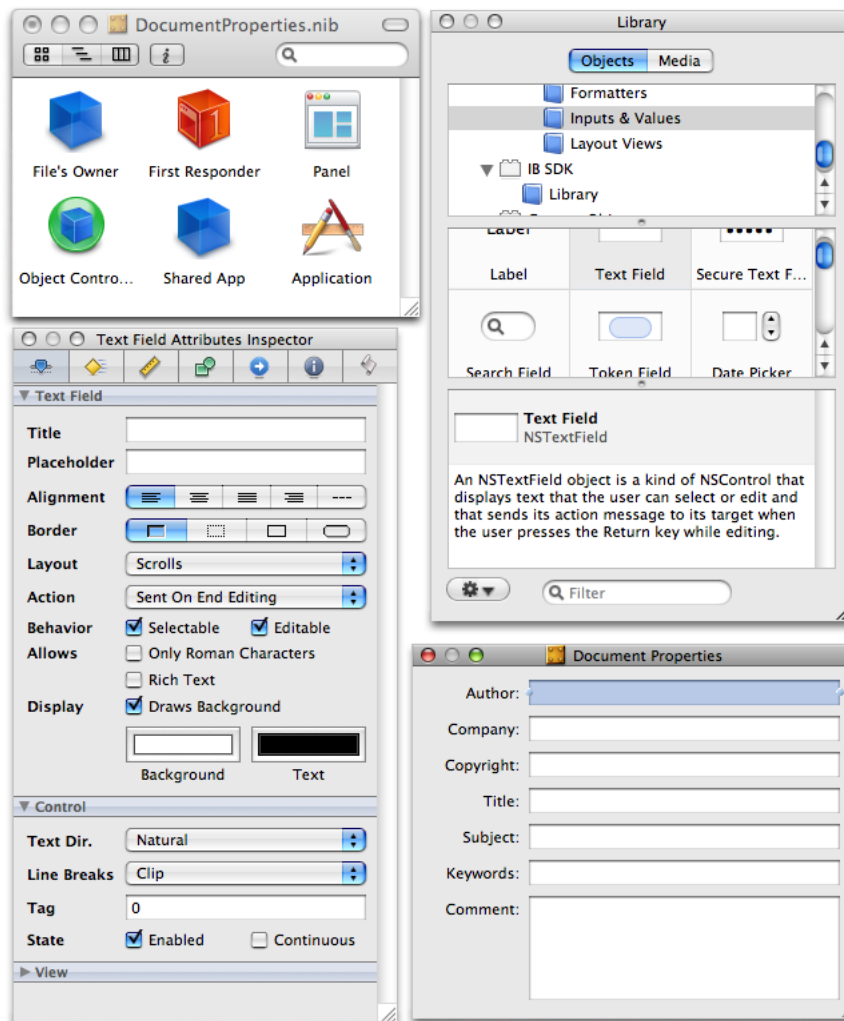 DocumentProperties.nib
File's Owner
First Responder
1
Panel
Object Contro...
Shared App
Application
Text Field Attributes Inspector
Text Field
Title
Placeholder
Alignment
Border
Layout
Scrolls
Action
Sent On End Editing
Behavior
Selectable
Editable
Allows
Only Roman Characters
Rich Text
Display
Draws Background
Background
Text
Control
Text Dir.
Natural
Line Breaks
Clip
Tag
0
State
Enabled
Continuous
View
Library
Objects
Media
Formatters
Inputs & Values
Layout Views
IB SDK
Library
Label
Label
Text Field
Secure Text F...
Search Field
Token Field
Date Picker
Text Field
NSTextField
An NSTextField object is a kind of NSControl that
displays text that the user can select or edit and
that sends its action message to its target when
the user presses the Return key while editing.
Filter
Document Properties
Author:
Company:
Copyright:
Title:
Subject:
Keywords:
Comment: